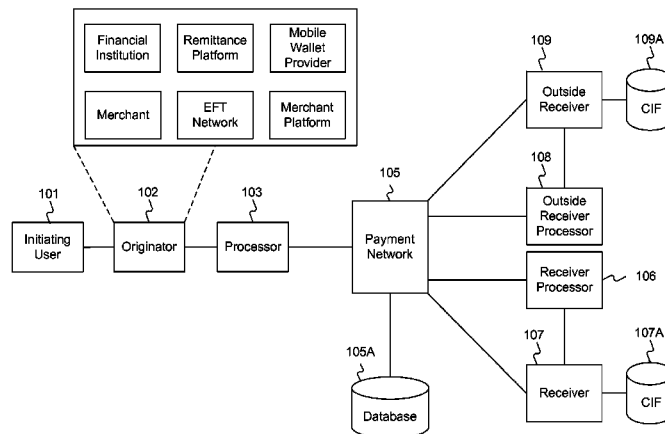 Financial
Institution
Remittance
Platform
Mobile
Wallet
Provider
Merchant
EFT
Network
Merchant
Platform
101
Initiating
User
102
Originator
103
Processor
105
Payment
Network
105A
Database
109
Outside
Receiver
109A
CIF
108
Outside
Receiver
Processor
Receiver
Processor
106
107
Receiver
107A
CIF